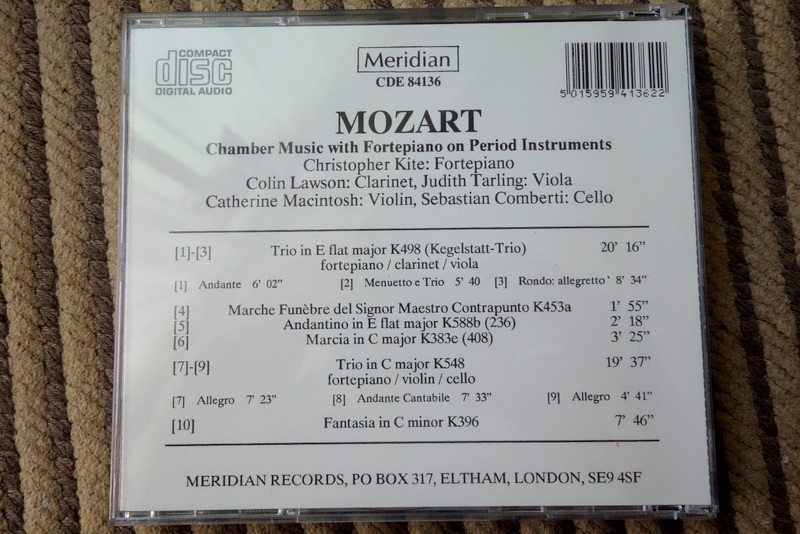 COMPACT
disc
DIGITAL AUDIO
Meridian
CDE 84136
5 015959 413622
MOZART
Chamber Music with Fortepiano on Period Instruments
Christopher Kite: Fortepiano
Colin Lawson: Clarinet, Judith Tarling: Viola
Catherine Macintosh: Violin, Sebastian Comberti: Cello
[1]-[3] Trio in E flat major K498 (Kegelstatt-Trio) 20' 16"
fortepiano / clarinet / viola
[1] Andante 6' 02" [2] Menuetto e Trio 5' 40 [3] Rondo: allegretto ' 8' 34"
[4] Marche Funèbre del Signor Maestro Contrapunto K453a 1' 55"
[5] Andantino in E flat major K588b (236) 2' 18"
[6] Marcia in C major K383e (408) 3' 25"
[7]-[9] Trio in C major K548 19' 37"
fortepiano / violin / cello
[7] Allegro 7' 23" [8] Andante Cantabile 7' 33" [9] Allegro 4' 41"
[10] Fantasia in C minor K396 7' 46"
MERIDIAN RECORDS, PO BOX 317, ELTHAM, LONDON, SE9 4SF